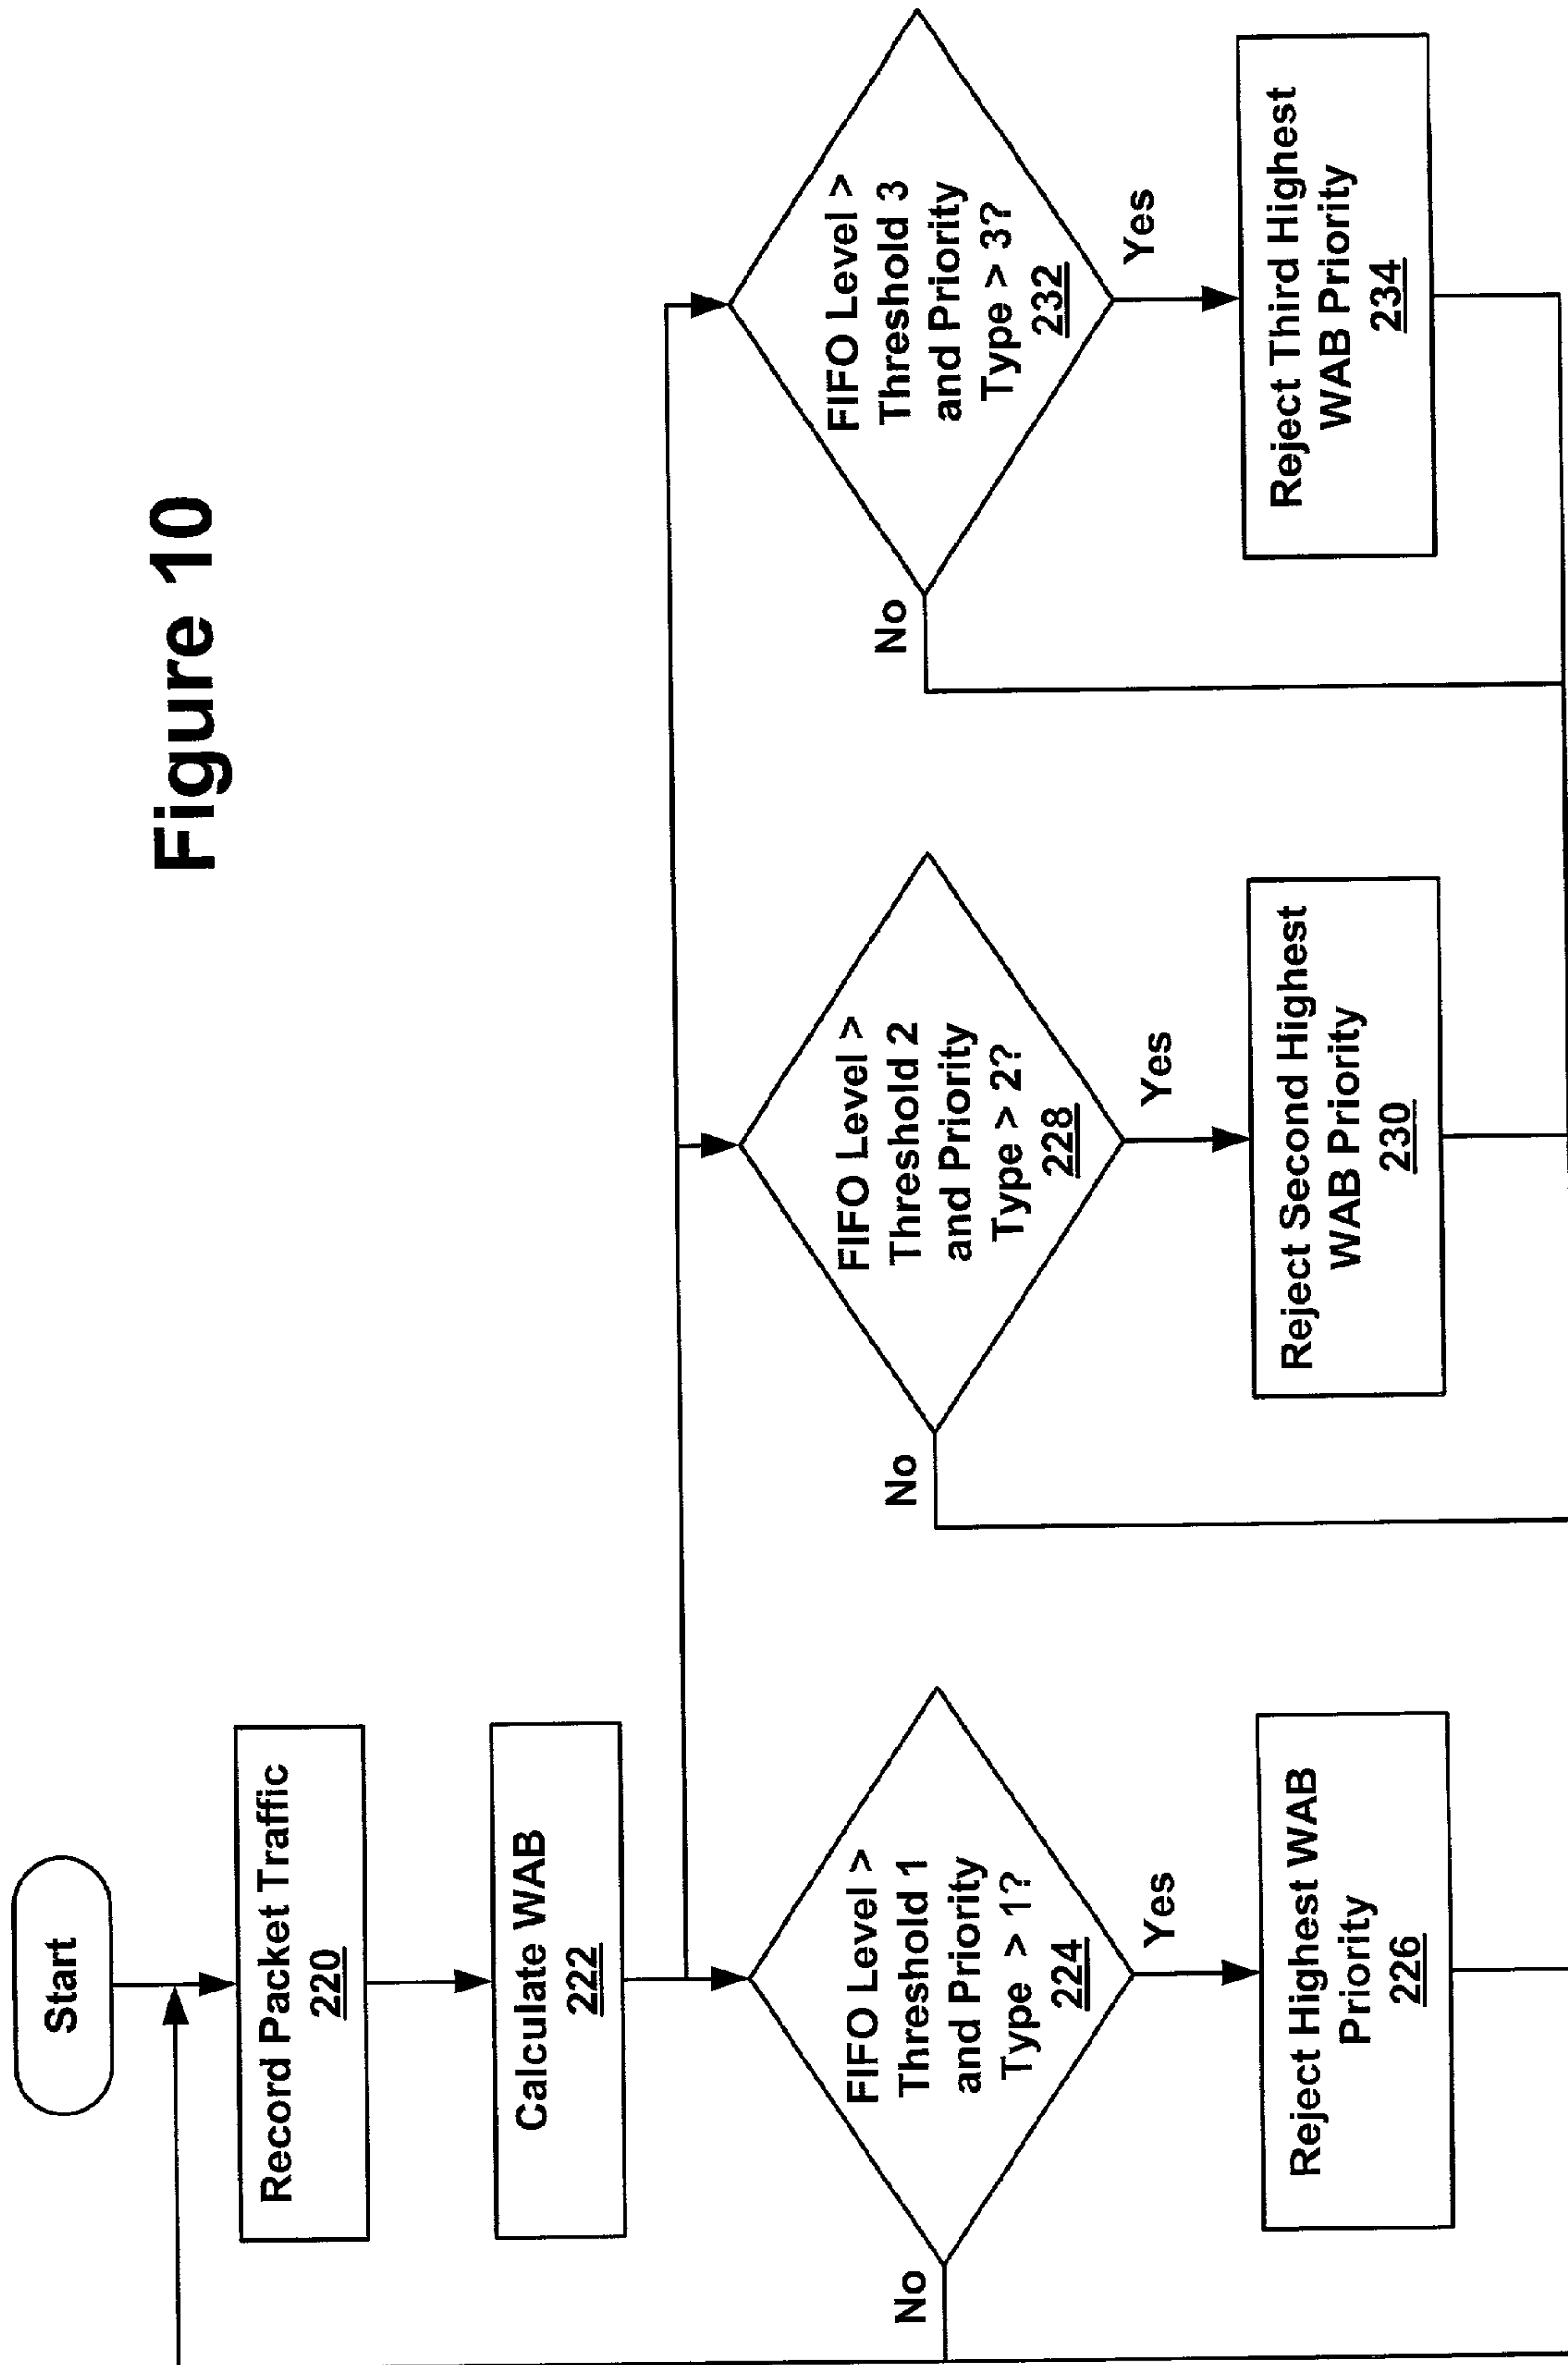 Figure 10
Start
Record Packet Traffic
220
Calculate WAB
222
FIFO Level >
Threshold 1
and Priority
Type > 1?
224
No
Yes
Reject Highest WAB
Priority
226
FIFO Level >
Threshold 2
and Priority
Type > 2?
228
No
Yes
Reject Second Highest
WAB Priority
230
FIFO Level >
Threshold 3
and Priority
Type > 3?
232
No
Yes
Reject Third Highest
WAB Priority
234